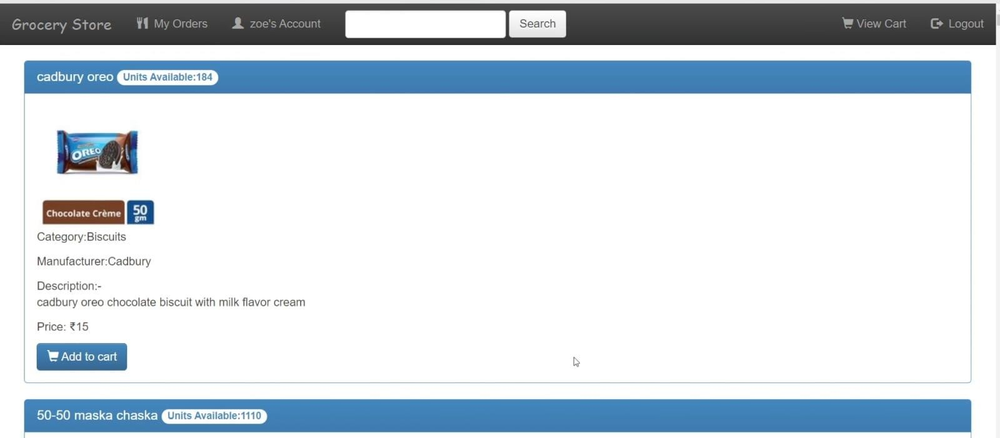 Grocery Store My Orders zoe's Account Search View Cart Logout
cadbury oreo Units Available:184
OREO
Chocolate Crème 50 gm
Category:Biscuits
Manufacturer:Cadbury
Description:-
cadbury oreo chocolate biscuit with milk flavor cream
Price: ₹15
Add to cart
50-50 maska chaska Units Available:1110